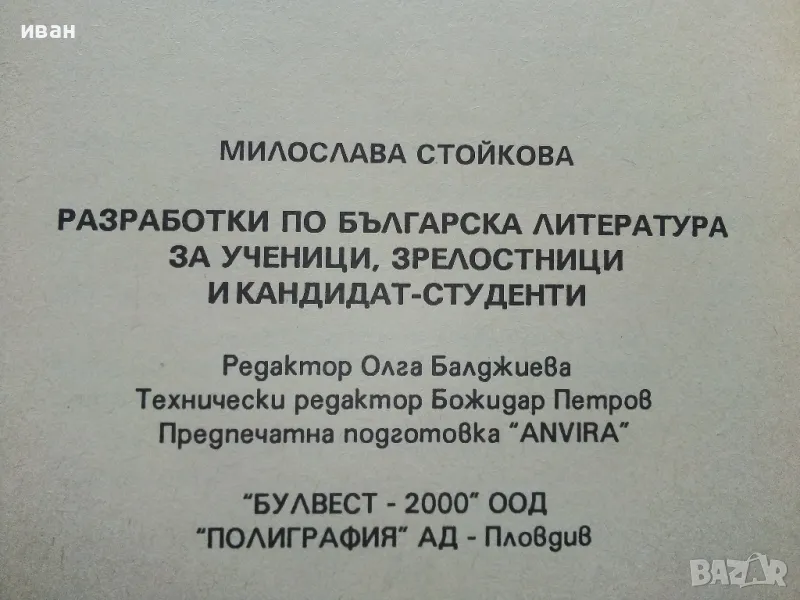 иван
МИЛОСЛАВА СТОЙКОВА
РАЗРАБОТКИ ПО БЪЛГАРСКА ЛИТЕРАТУРА
ЗА УЧЕНИЦИ, ЗРЕЛОСТНИЦИ
И КАНДИДАТ-СТУДЕНТИ
Редактор Олга Балджиева
Технически редактор Божидар Петров
Предпечатна подготовка "ANVIRA"
"БУЛВЕСТ - 2000" ООД
"ПОЛИГРАФИЯ" АД - Пловдив
BAZAR